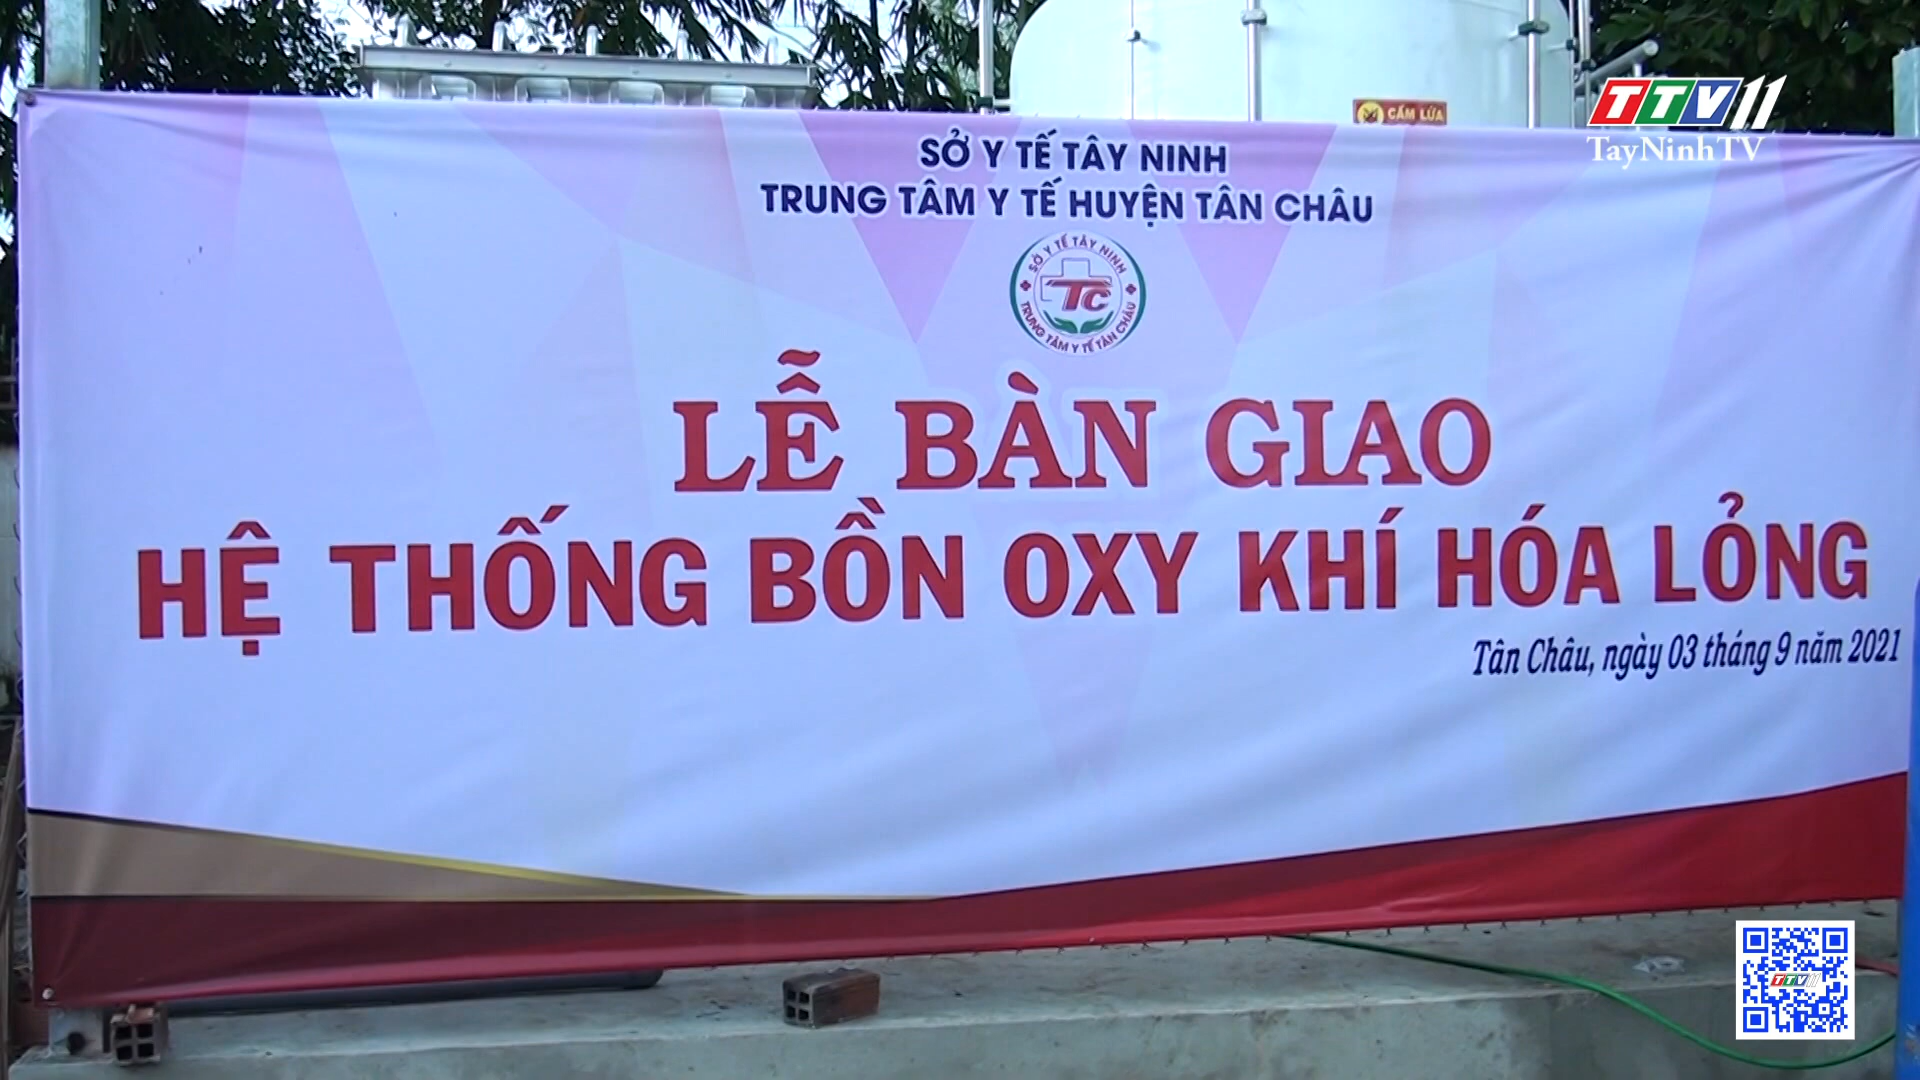 CẤM LỬA
TTV11
TayNinhTV
SỞ Y TẾ TÂY NINH
TRUNG TÂM Y TẾ HUYỆN TÂN CHÂU
SỞ Y TẾ TÂY NINH
TC
TRUNG TÂM Y TẾ TÂN CHÂU
LỄ BÀN GIAO
HỆ THỐNG BỒN OXY KHÍ HÓA LỎNG
Tân Châu, ngày 03 tháng 9 năm 2021
TTV11